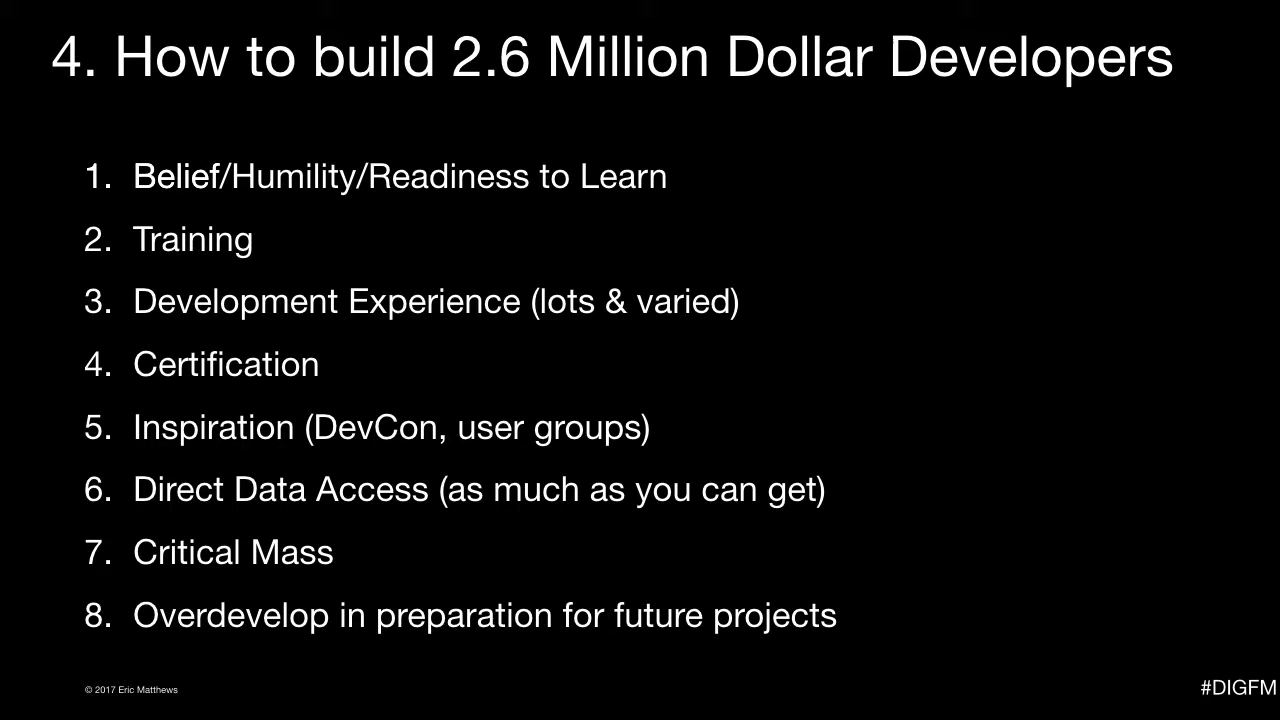 4. How to build 2.6 Million Dollar Developers
1. Belief/Humility/Readiness to Learn
2. Training
3. Development Experience (lots & varied)
4. Certification
5. Inspiration (DevCon, user groups)
6. Direct Data Access (as much as you can get)
7. Critical Mass
8. Overdevelop in preparation for future projects
© 2017 Eric Matthews
#DIGFM